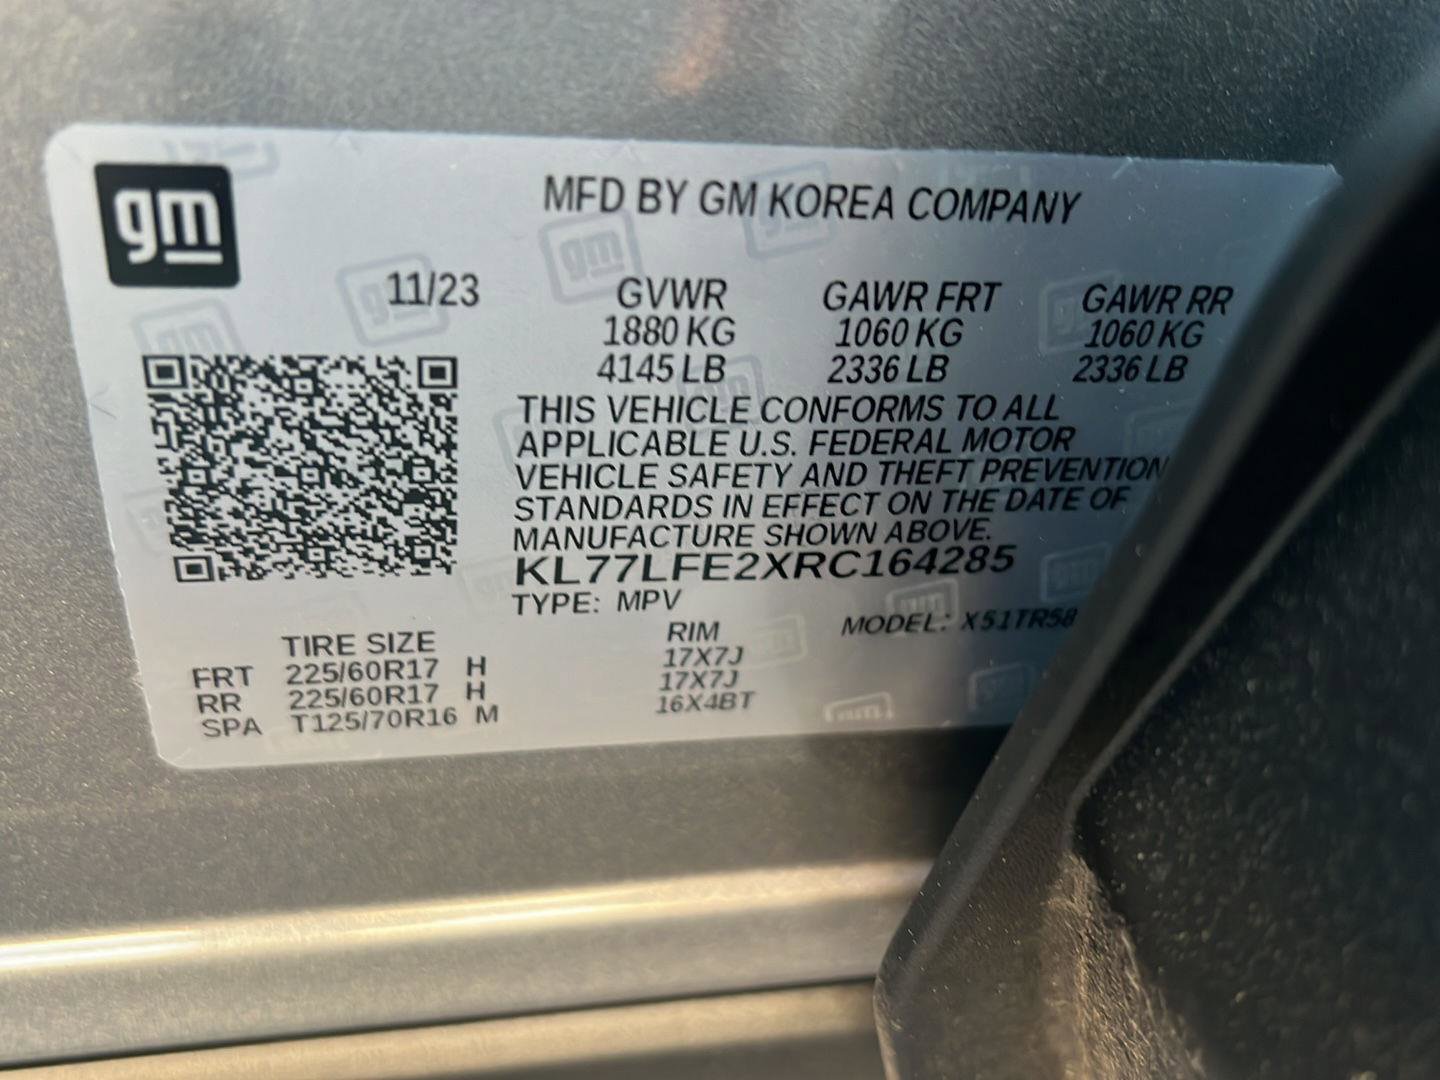 gm
MFD BY GM KOREA COMPANY
11/23 GVWR GAWR FRT GAWR RR
1880 KG 1060 KG 1060 KG
4145 LB 2336 LB 2336 LB
THIS VEHICLE CONFORMS TO ALL
APPLICABLE U.S. FEDERAL MOTOR
VEHICLE SAFETY AND THEFT PREVENTION
STANDARDS IN EFFECT ON THE DATE OF
MANUFACTURE SHOWN ABOVE.
KL77LFE2XRC164285
TYPE: MPV MODEL: X51TR58
TIRE SIZE RIM
FRT 225/60R17 H 17X7J
RR 225/60R17 H 17X7J
SPA T125/70R16 M 16X4BT